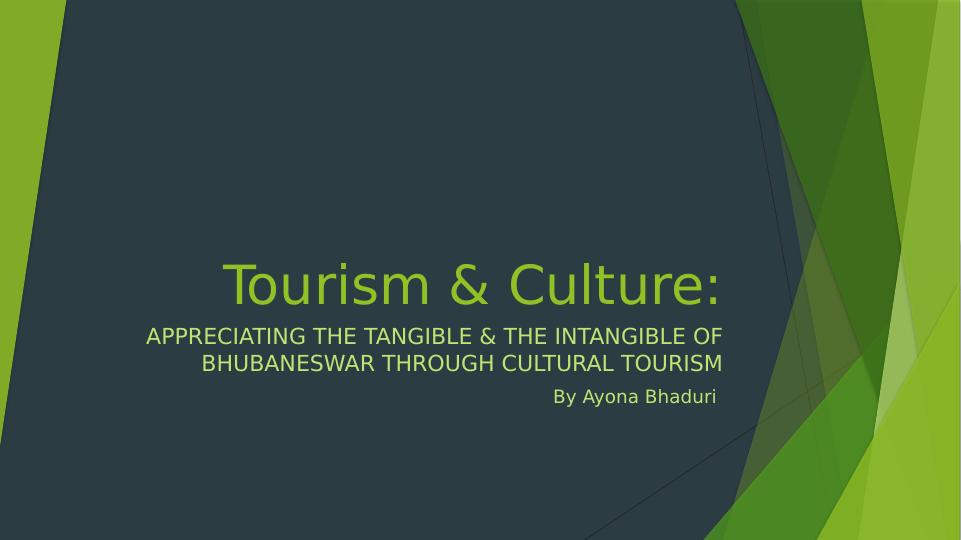 Tourism & Culture:
APPRECIATING THE TANGIBLE & THE INTANGIBLE OF
BHUBANESWAR THROUGH CULTURAL TOURISM
By Ayona Bhaduri